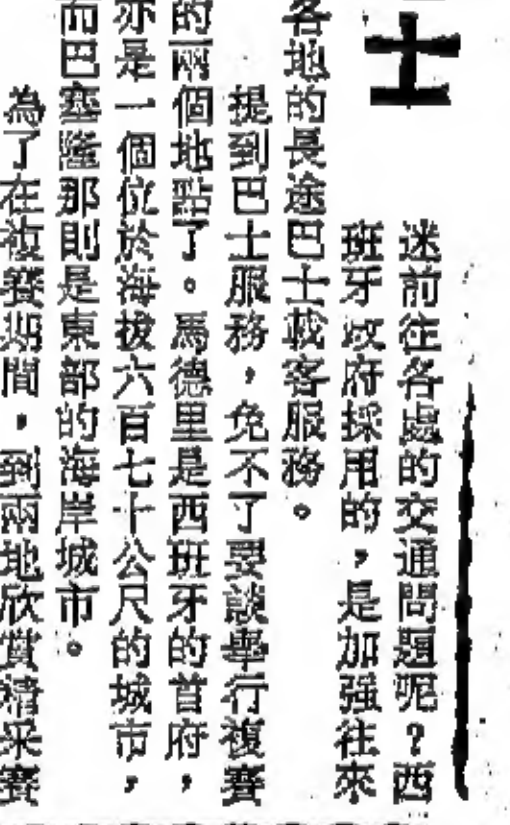 士
迷前往各處的交通問題呢？西
班牙政府採用的，是加强往來
各地的長途巴士載客服務。
提到巴士服務，免不了要談舉行複賽
的兩個地點了。馬德里是西班牙的首府，
亦是一個位於海拔六百七十公尺的城市，
而巴塞隆那則是東部的海岸城市。
為了在複賽期間，到兩地欣賞精采賽